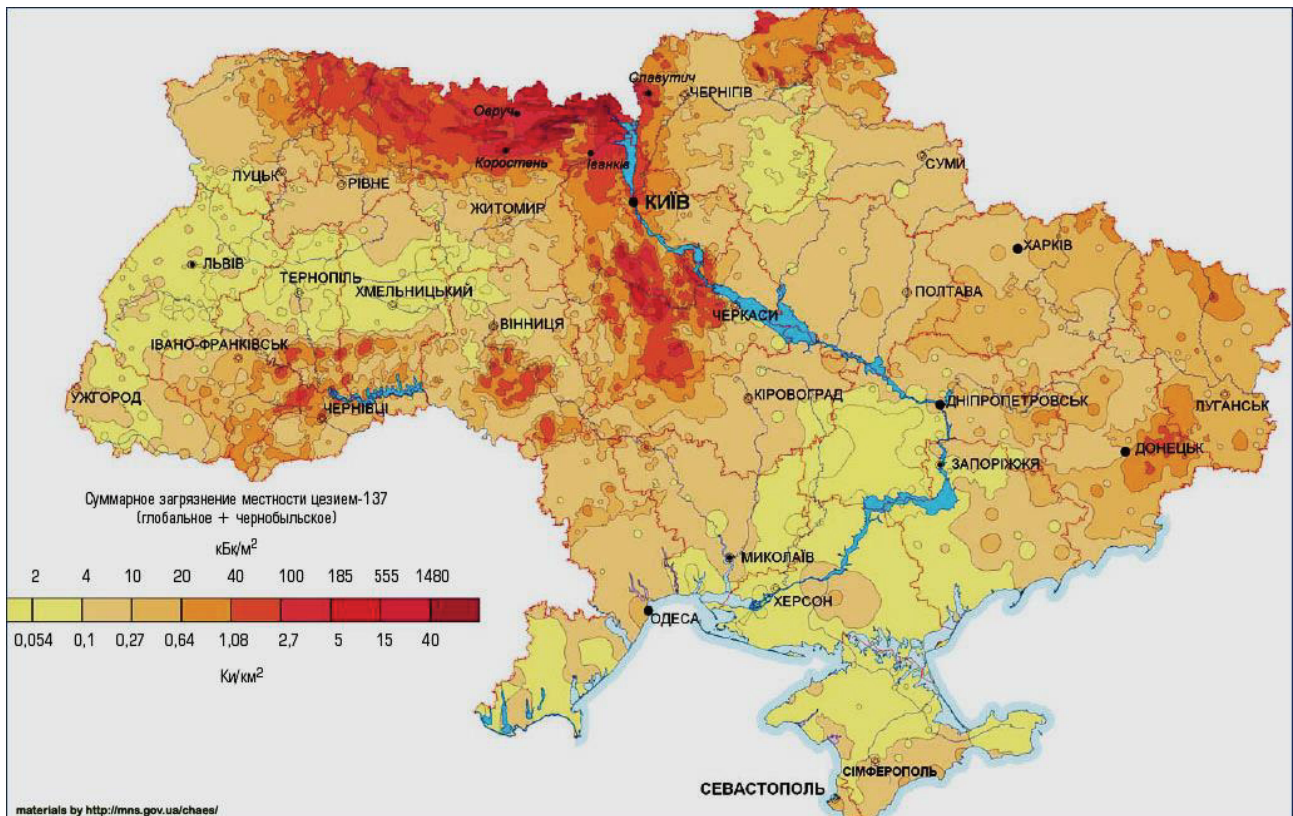 Славутич
ЧЕРНІГІВ
Овруч
Коростень
Іванків
СУМИ
ЛУЦЬК
РІВНЕ
КИЇВ
ЖИТОМИР
ХАРКІВ
ЛЬВІВ
ТЕРНОПІЛЬ
ХМЕЛЬНИЦЬКИЙ
ПОЛТАВА
ЧЕРКАСИ
ВІННИЦЯ
ІВАНО-ФРАНКІВСЬК
УЖГОРОД
КІРОВОГРАД
ДНІПРОПЕТРОВСЬК
ЛУГАНСЬК
ЧЕРНІВЦІ
ДОНЕЦЬК
ЗАПОРІЖЖЯ
Суммарное загрязнение местности цезием-137
(глобальное + чернобыльское)
кБк/м²
2 4 10 20 40 100 185 555 1480
0,054 0,1 0,27 0,64 1,08 2,7 5 15 40
Ки/км²
МИКОЛАЇВ
ХЕРСОН
ОДЕСА
СІМФЕРОПОЛЬ
СЕВАСТОПОЛЬ
materials by http://mns.gov.ua/chaes/